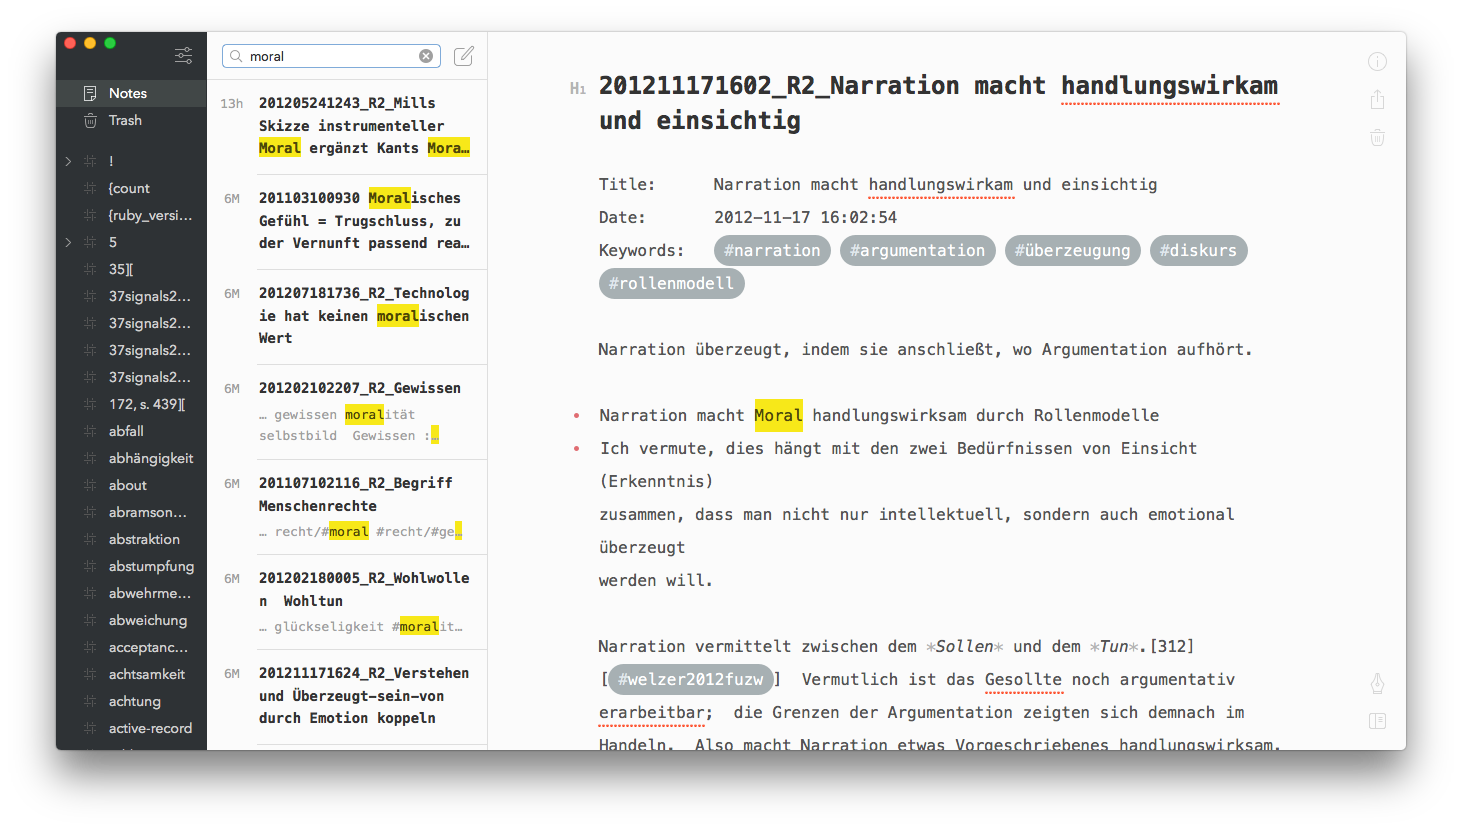 Notes
Trash
!
{count
{ruby_versi...
5
35][
37signals2...
37signals2...
37signals2...
37signals2...
172, s. 439][
abfall
abhängigkeit
about
abramson...
abstraktion
abstumpfung
abwehrme...
abweichung
acceptanc...
achtsamkeit
achtung
active-record
moral
13h
201205241243_R2_Mills
Skizze instrumenteller
Moral ergänzt Kants Mora…
6M
201103100930 Moralisches
Gefühl = Trugschluss, zu
der Vernunft passend rea…
6M
201207181736_R2_Technolog
ie hat keinen moralischen
Wert
6M
201202102207_R2_Gewissen
… gewissen moralität
selbstbild  Gewissen :…
6M
201107102116_R2_Begriff
Menschenrechte
… recht/#moral #recht/#ge…
6M
201202180005_R2_Wohlwolle
n  Wohltun
… glückseligkeit #moralit…
6M
201211171624_R2_Verstehen
und Überzeugt-sein-von
durch Emotion koppeln
H1 201211171602_R2_Narration macht handlungswirkam
und einsichtig
Title: Narration macht handlungswirkam und einsichtig
Date: 2012-11-17 16:02:54
Keywords: #narration #argumentation #überzeugung #diskurs
#rollenmodell
Narration überzeugt, indem sie anschließt, wo Argumentation aufhört.
• Narration macht Moral handlungswirksam durch Rollenmodelle
• Ich vermute, dies hängt mit den zwei Bedürfnissen von Einsicht
(Erkenntnis)
zusammen, dass man nicht nur intellektuell, sondern auch emotional
überzeugt
werden will.
Narration vermittelt zwischen dem *Sollen* und dem *Tun*.[312]
[#welzer2012fuzw]  Vermutlich ist das Gesollte noch argumentativ
erarbeitbar;  die Grenzen der Argumentation zeigten sich demnach im
Handeln.  Also macht Narration etwas Vorgeschriebenes handlungswirksam.